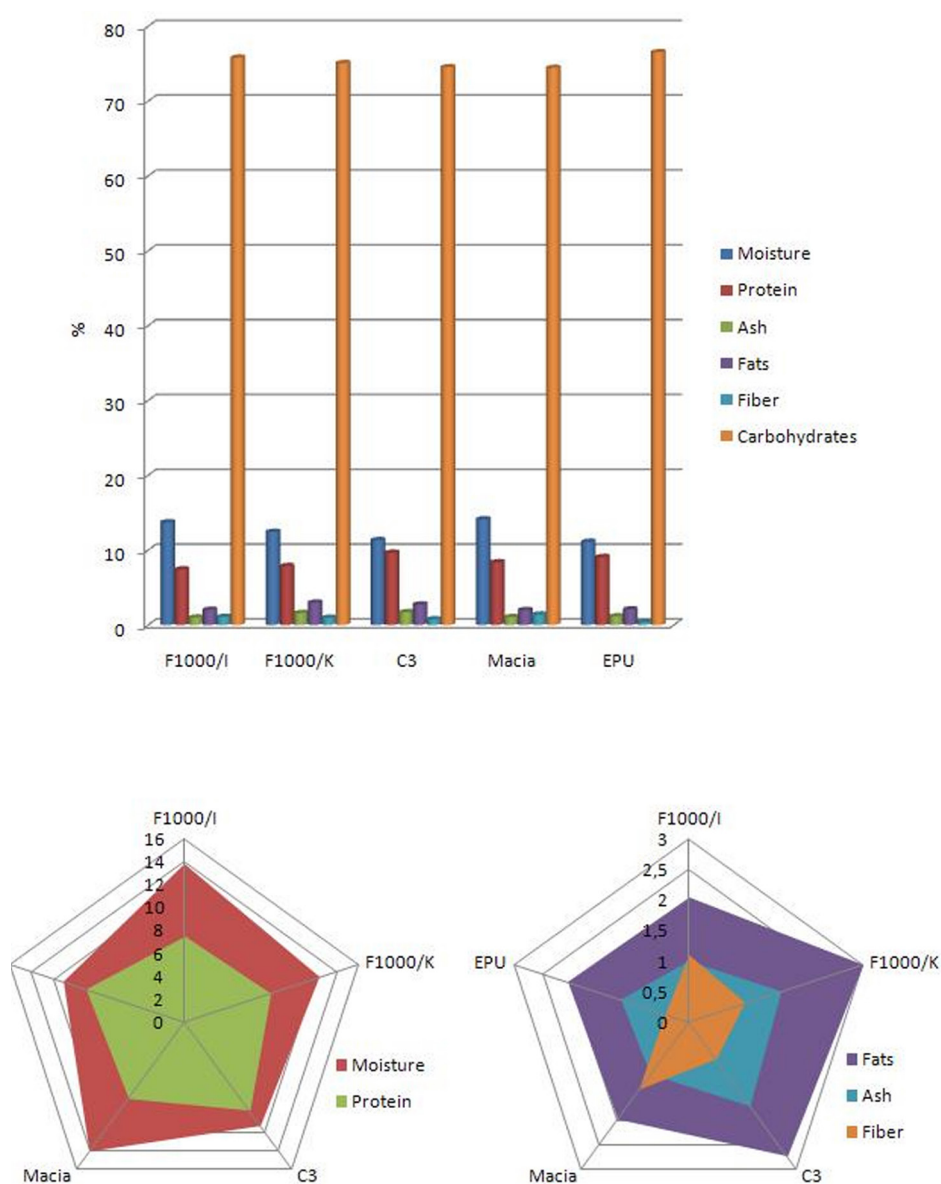 80
70
60
50
40
30
20
10
0
%
F1000/I F1000/K C3 Macia EPU
Moisture
Protein
Ash
Fats
Fiber
Carbohydrates
F1000/I
16
14
12
10
8
6
4
2
0
F1000/K
C3
Macia
Moisture
Protein
F1000/I
3
2,5
2
1,5
1
0,5
0
F1000/K
C3
Macia
EPU
Fats
Ash
Fiber